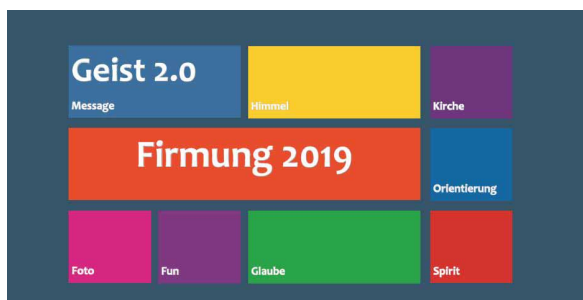 Geist 2.0
Message
Himmel
Kirche
Firmung 2019
Orientierung
Foto
Fun
Glaube
Spirit